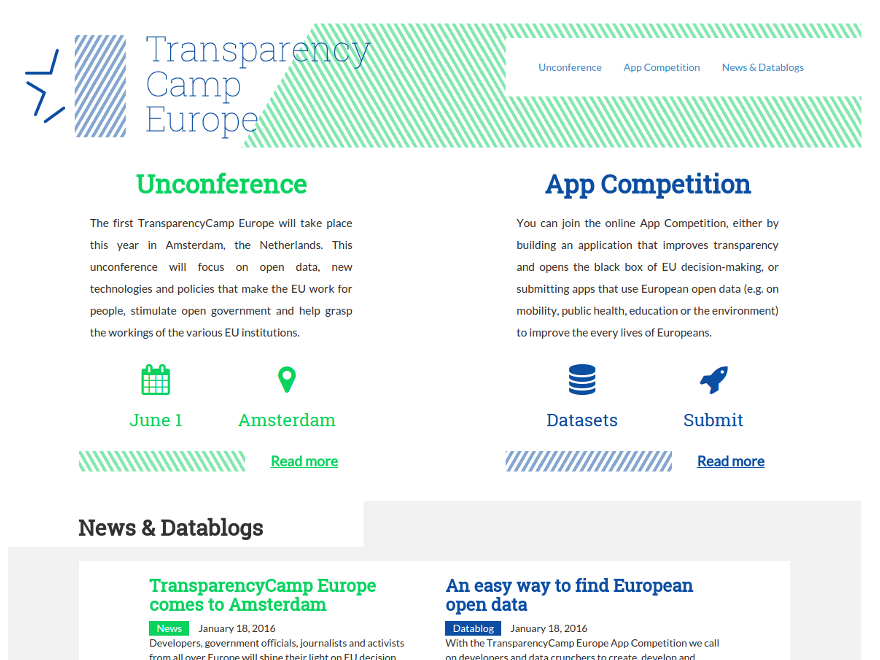 Transparency
Camp
Europe
Unconference App Competition News & Datablogs
Unconference
The first TransparencyCamp Europe will take place
this year in Amsterdam, the Netherlands. This
unconference will focus on open data, new
technologies and policies that make the EU work for
people, stimulate open government and help grasp
the workings of the various EU institutions.
June 1
Amsterdam
Read more
App Competition
You can join the online App Competition, either by
building an application that improves transparency
and opens the black box of EU decision-making, or
submitting apps that use European open data (e.g. on
mobility, public health, education or the environment)
to improve the every lives of Europeans.
Datasets
Submit
Read more
News & Datablogs
TransparencyCamp Europe
comes to Amsterdam
News January 18, 2016
Developers, government officials, journalists and activists
from all over Europe will shine their light on EU decision
An easy way to find European
open data
Datablog January 18, 2016
With the TransparencyCamp Europe App Competition we call
on developers and data crunchers to create, develop and